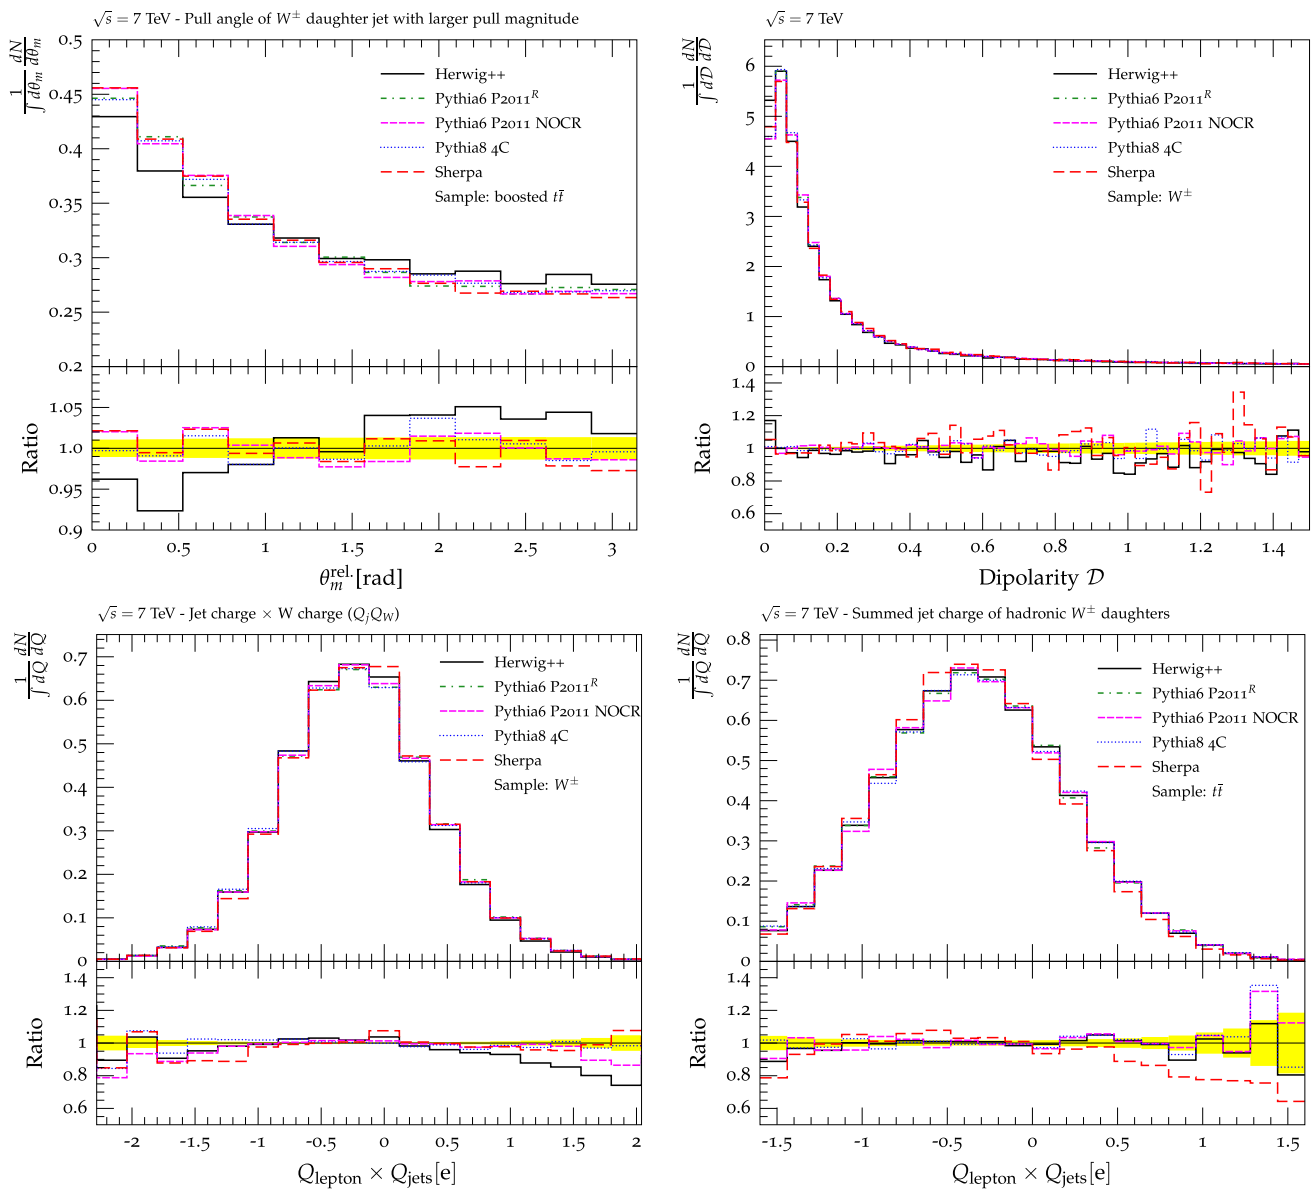 √s = 7 TeV - Pull angle of W± daughter jet with larger pull magnitude
1/∫dθm dN/dθm
0.5
0.45
0.4
0.35
0.3
0.25
0.2
Herwig++
Pythia6 P2011^R
Pythia6 P2011 NOCR
Pythia8 4C
Sherpa
Sample: boosted tt̄
Ratio
1.05
1.0
0.95
0.9
0 0.5 1 1.5 2 2.5 3
θ_m^rel. [rad]
√s = 7 TeV
1/∫d𝒟 dN/d𝒟
6
5
4
3
2
1
0
Herwig++
Pythia6 P2011^R
Pythia6 P2011 NOCR
Pythia8 4C
Sherpa
Sample: W±
Ratio
1.4
1.2
1
0.8
0.6
0 0.2 0.4 0.6 0.8 1 1.2 1.4
Dipolarity 𝒟
√s = 7 TeV - Jet charge × W charge (Q_jQ_W)
1/∫dQ dN/dQ
0.7
0.6
0.5
0.4
0.3
0.2
0.1
0
Herwig++
Pythia6 P2011^R
Pythia6 P2011 NOCR
Pythia8 4C
Sherpa
Sample: W±
Ratio
1.4
1.2
1
0.8
0.6
-2 -1.5 -1 -0.5 0 0.5 1 1.5 2
Q_lepton × Q_jets[e]
√s = 7 TeV - Summed jet charge of hadronic W± daughters
1/∫dQ dN/dQ
0.8
0.7
0.6
0.5
0.4
0.3
0.2
0.1
0
Herwig++
Pythia6 P2011^R
Pythia6 P2011 NOCR
Pythia8 4C
Sherpa
Sample: tt̄
Ratio
1.4
1.2
1
0.8
0.6
-1.5 -1 -0.5 0 0.5 1 1.5
Q_lepton × Q_jets[e]